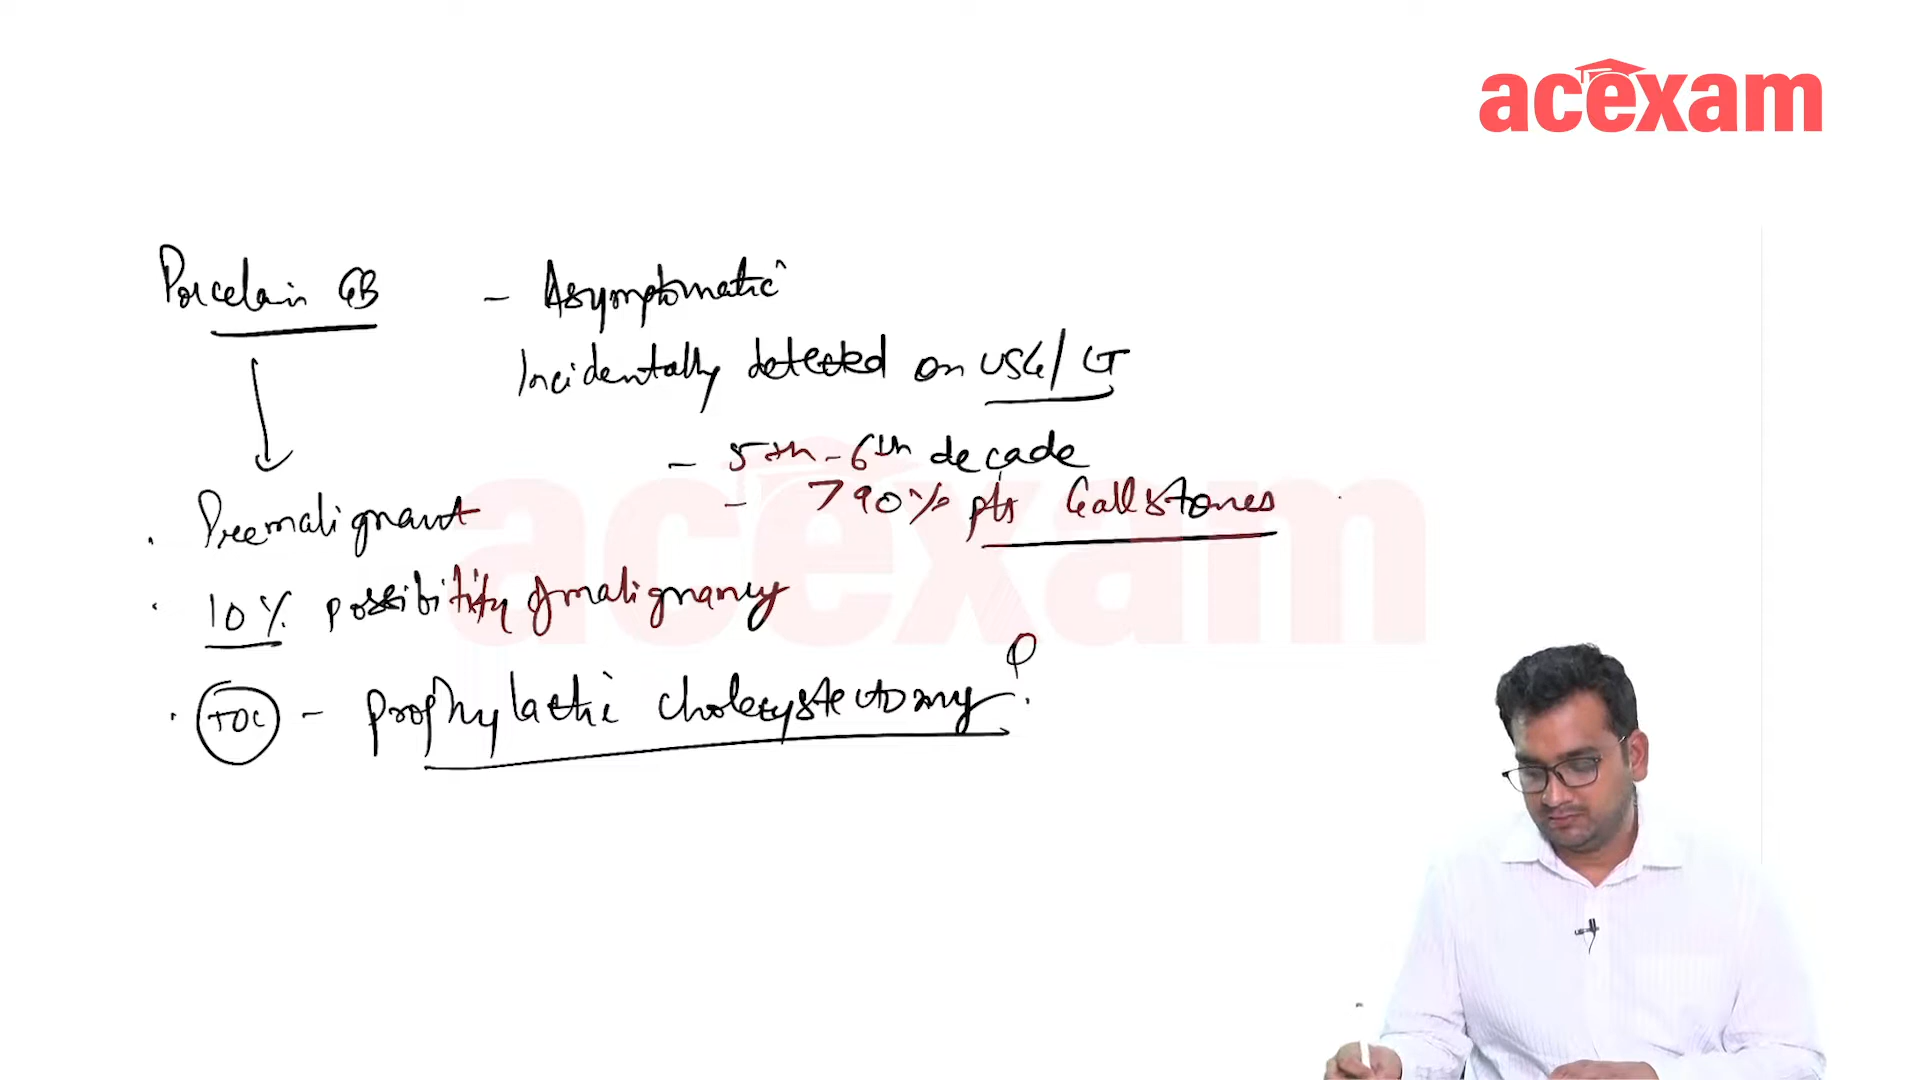 acexam
Porcelain GB - Asymptomatic
Incidentally detected on USG/CT
- 5th - 6th decade
- >90% pts Gallstones
. Premalignant
. 10% possibility of malignancy
. TOC - prophylactic cholecystectomy.
acexam